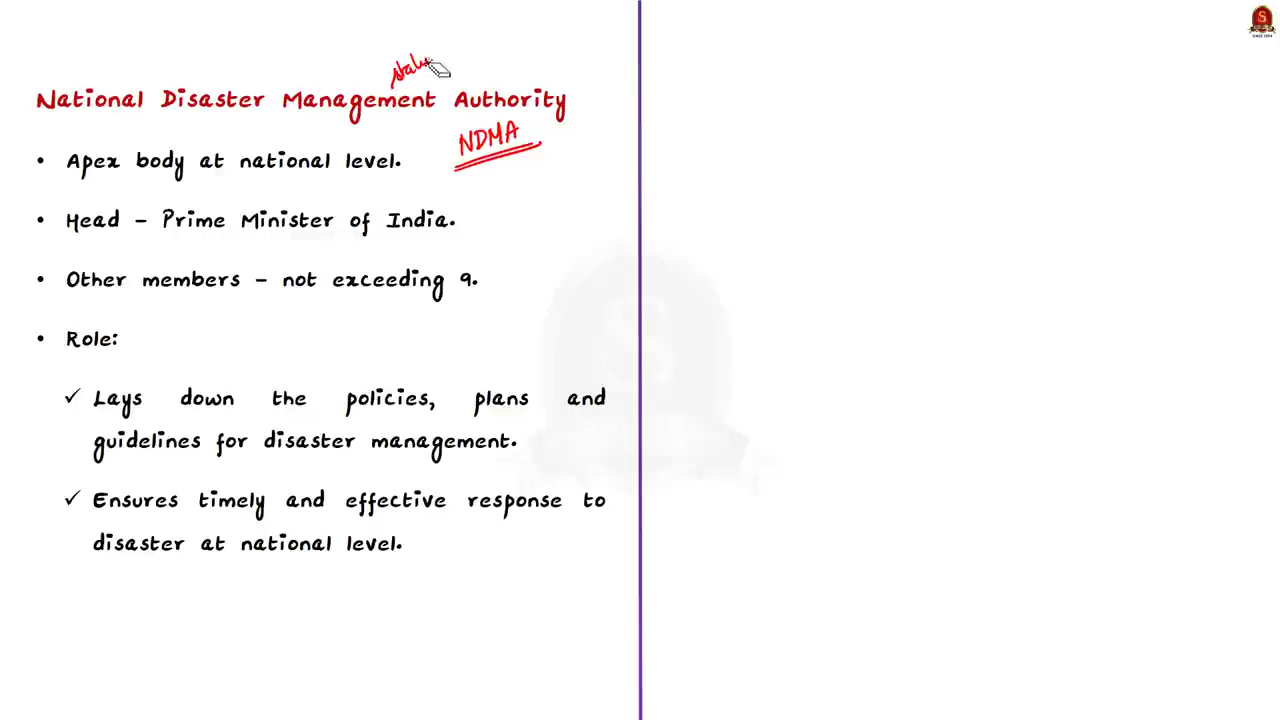 National Disaster Management Authority
NDMA
• Apex body at national level.
• Head – Prime Minister of India.
• Other members – not exceeding 9.
• Role:
✓ Lays down the policies, plans and
guidelines for disaster management.
✓ Ensures timely and effective response to
disaster at national level.
S